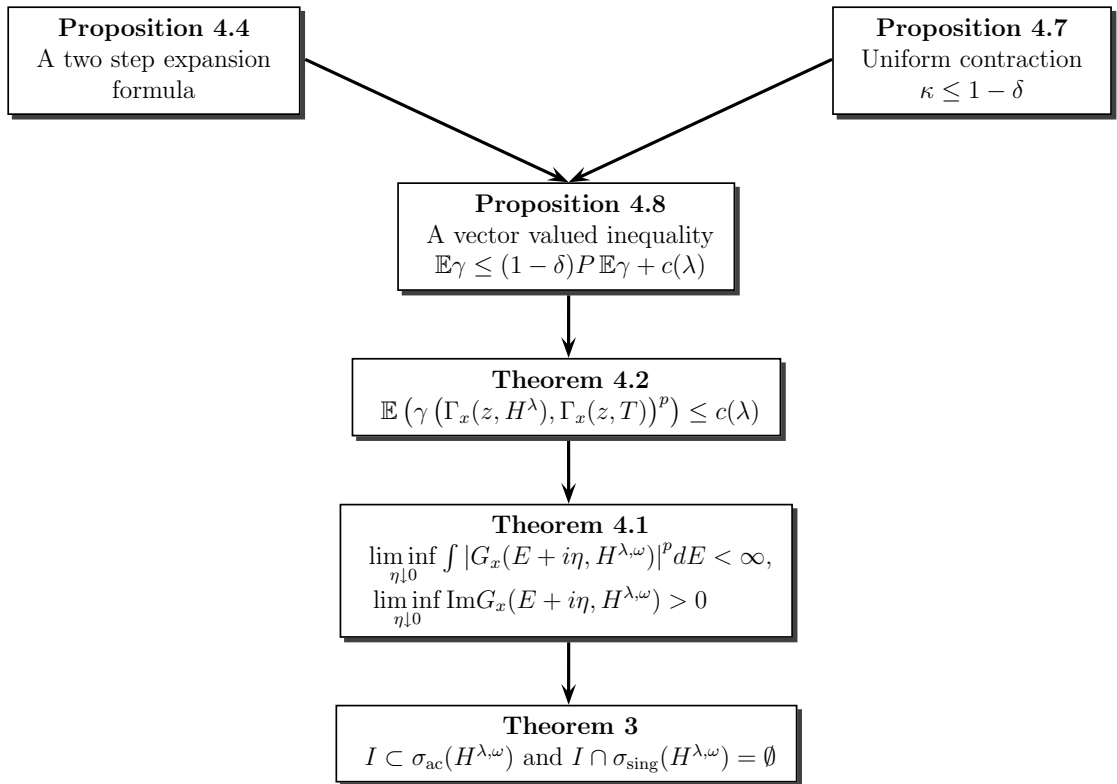 Proposition 4.4
A two step expansion
formula
Proposition 4.7
Uniform contraction
κ ≤ 1 − δ
Proposition 4.8
A vector valued inequality
𝔼γ ≤ (1 − δ)P 𝔼γ + c(λ)
Theorem 4.2
𝔼 (γ (Γ_x(z, H^λ), Γ_x(z, T))^p) ≤ c(λ)
Theorem 4.1
lim inf_{η↓0} ∫ |G_x(E + iη, H^{λ,ω})|^p dE < ∞,
lim inf_{η↓0} ImG_x(E + iη, H^{λ,ω}) > 0
Theorem 3
I ⊂ σ_ac(H^{λ,ω}) and I ∩ σ_sing(H^{λ,ω}) = ∅